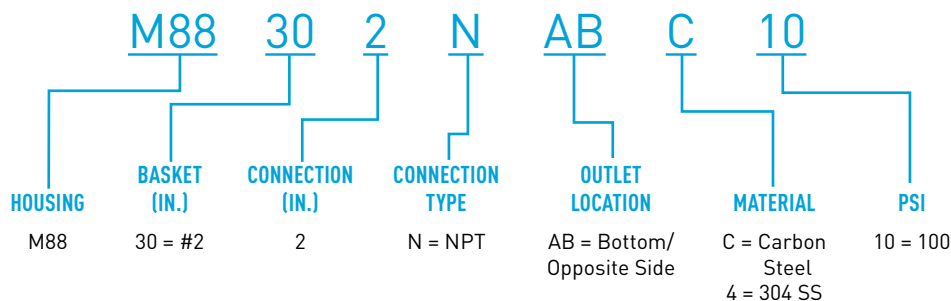 M88 30 2 N AB C 10
HOUSING
BASKET
(IN.)
CONNECTION
(IN.)
CONNECTION
TYPE
OUTLET
LOCATION
MATERIAL
PSI
M88
30 = #2
2
N = NPT
AB = Bottom/
Opposite Side
C = Carbon
Steel
4 = 304 SS
10 = 100